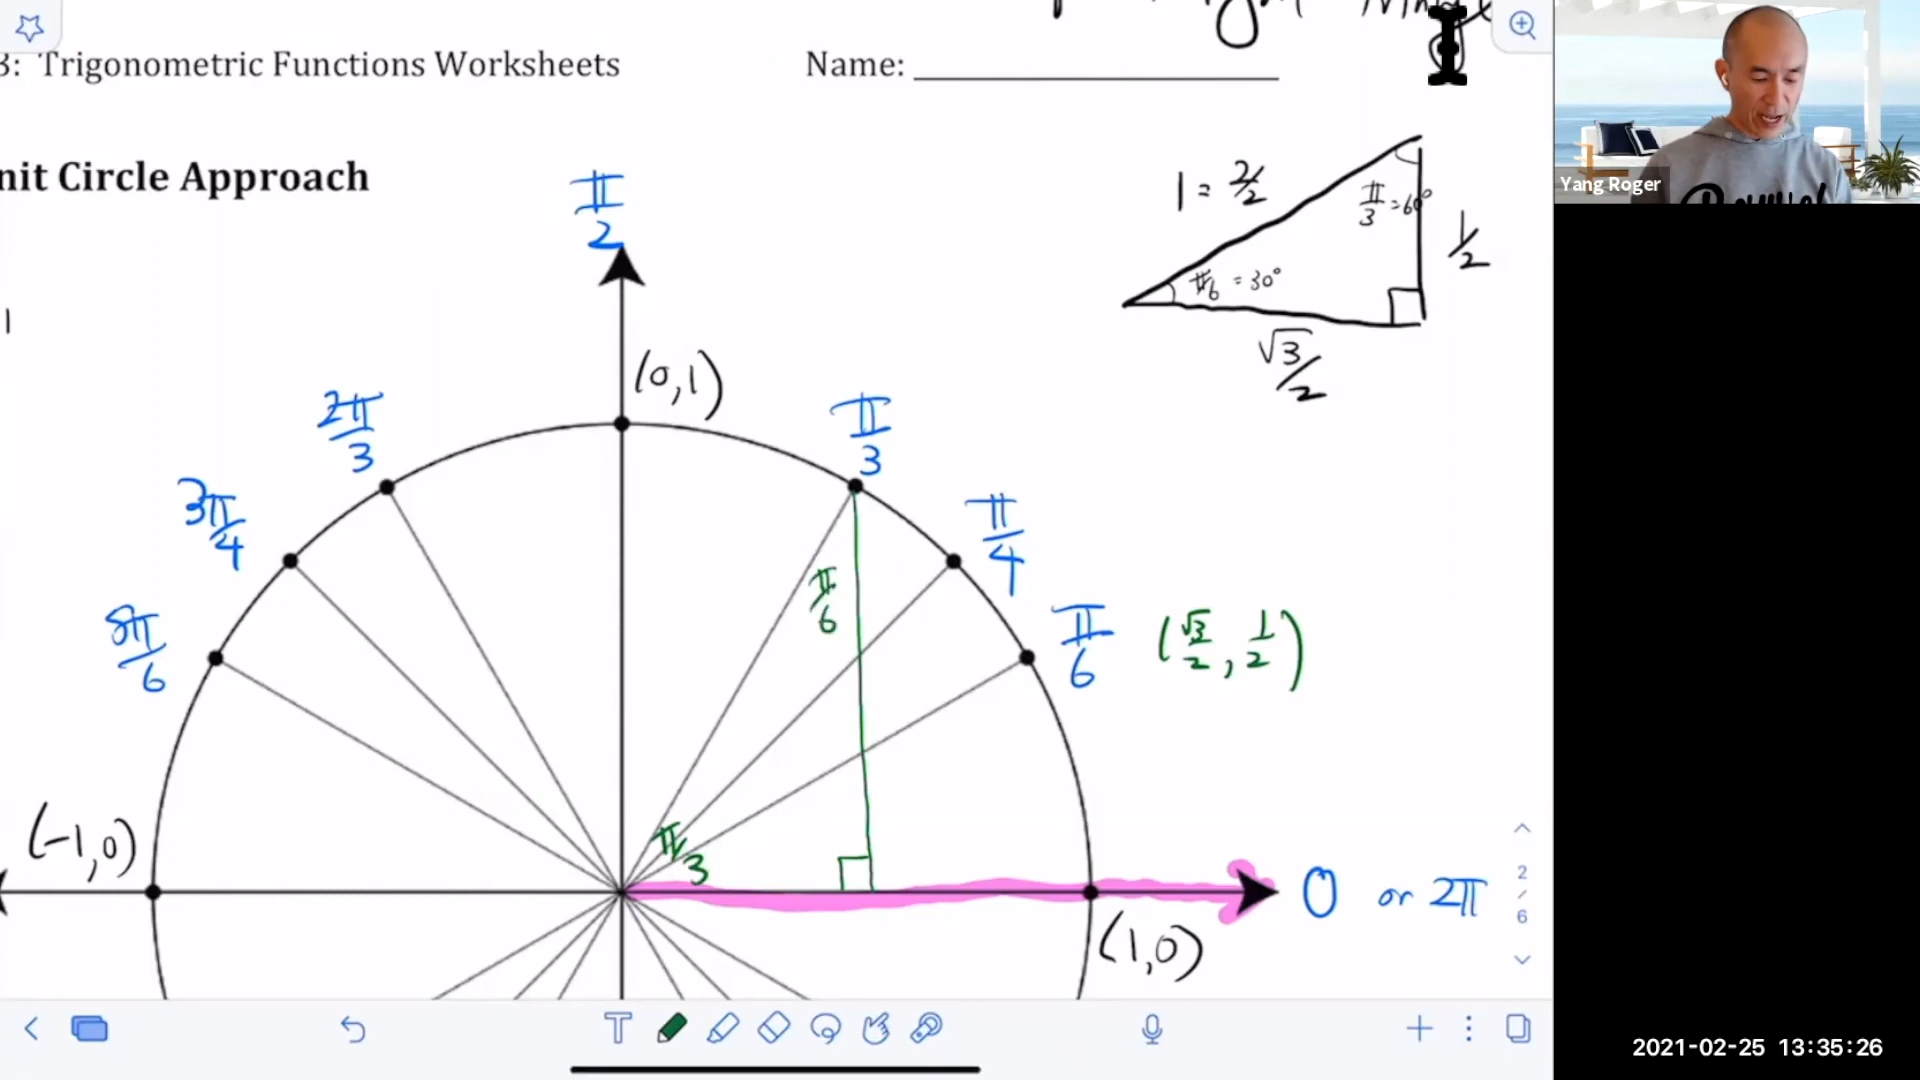 3: Trigonometric Functions Worksheets
Name:
nit Circle Approach
1 = 2/2
π/3 = 60°
1/2
π/6 = 30°
√3/2
π/2
(0,1)
2π/3
π/3
3π/4
π/4
5π/6
π/6
π/6 (√3/2, 1/2)
(-1,0)
π/3
0 or 2π
(1,0)
2/6
T
Yang Roger
2021-02-25 13:35:26